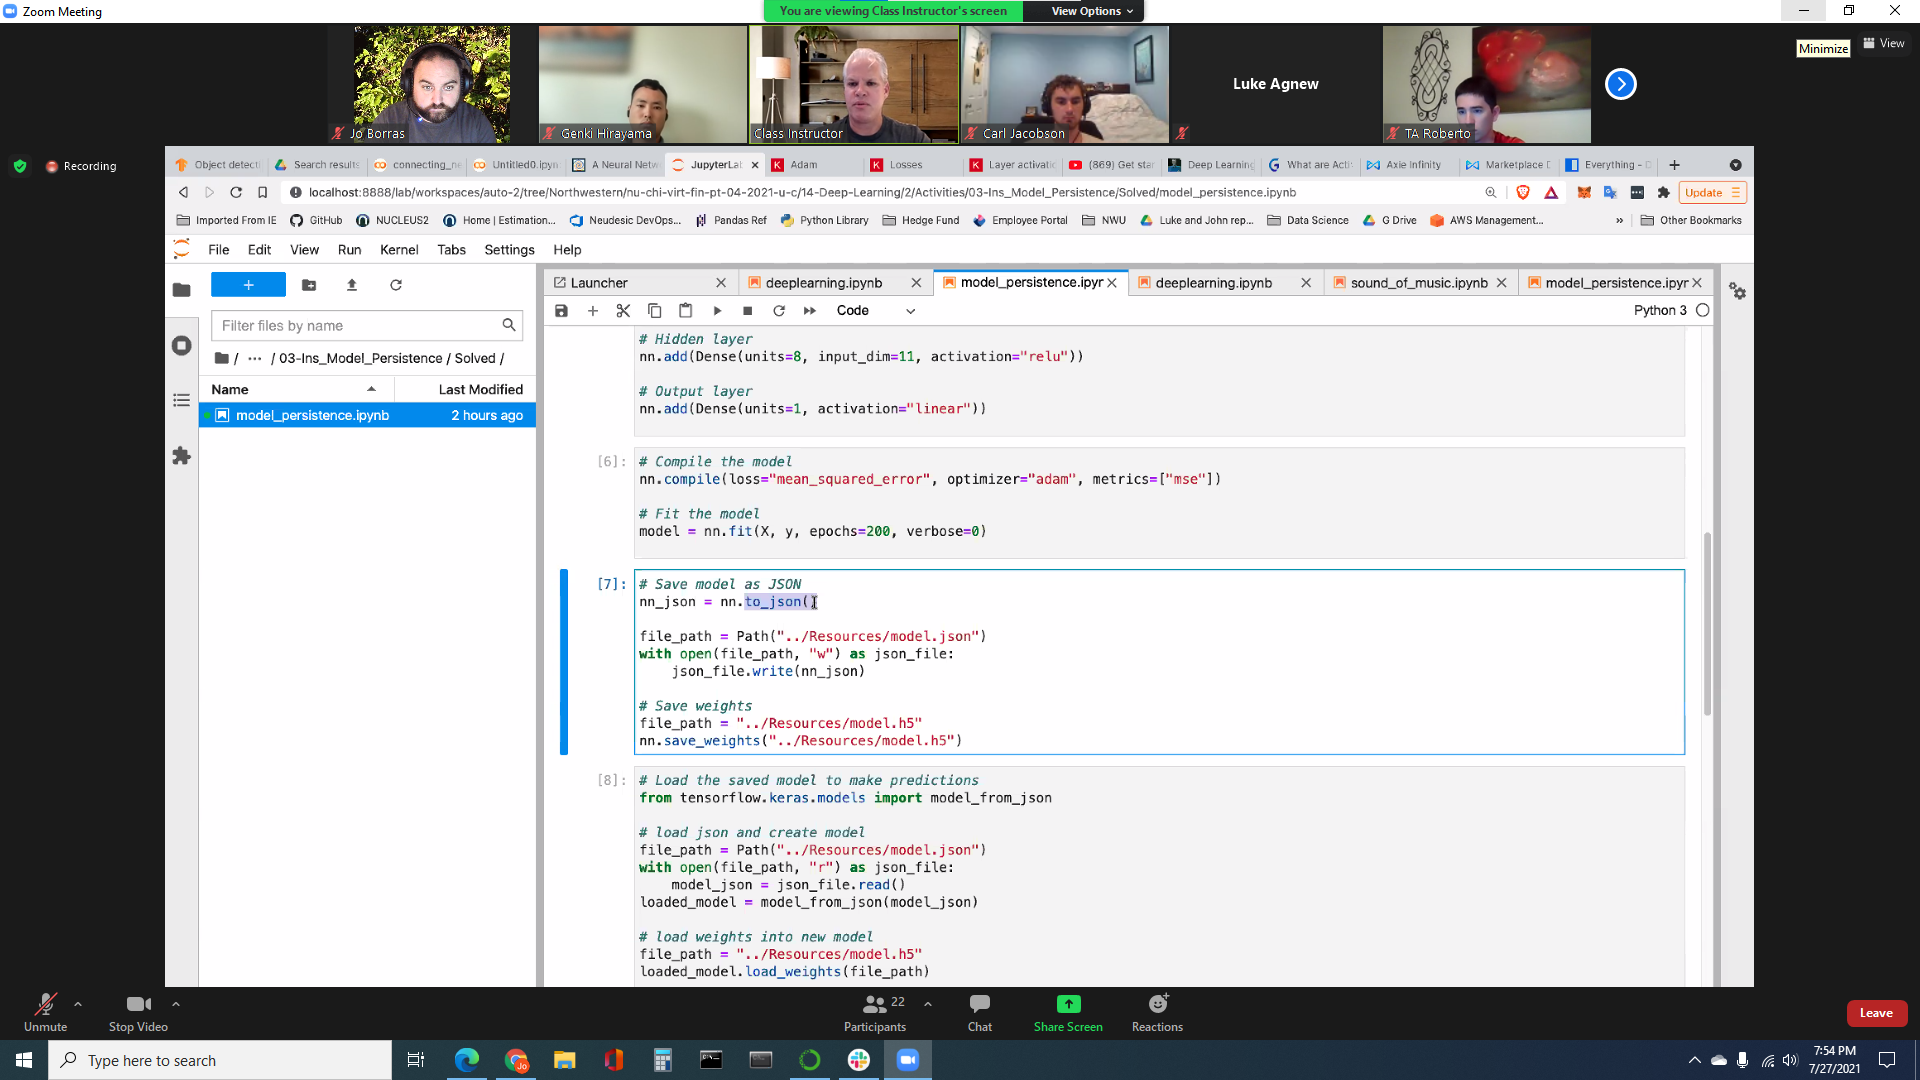 Zoom Meeting
You are viewing Class Instructor's screen
View Options
Minimize
View
Jo Borras
Genki Hirayama
Class Instructor
Carl Jacobson
Luke Agnew
TA Roberto
Recording
Object detecti
Search results
connecting_ne
Untitled0.ipyn
A Neural Netw
JupyterLab
Adam
Losses
Layer activatio
(869) Get star
Deep Learning
What are Acti
Axie Infinity
Marketplace
Everything - D
localhost:8888/lab/workspaces/auto-2/tree/Northwestern/nu-chi-virt-fin-pt-04-2021-u-c/14-Deep-Learning/2/Activities/03-Ins_Model_Persistence/Solved/model_persistence.ipynb
Update
Imported From IE
GitHub
NUCLEUS2
Home | Estimation...
Neudesic DevOps...
Pandas Ref
Python Library
Hedge Fund
Employee Portal
NWU
Luke and John rep...
Data Science
G Drive
AWS Management...
»
Other Bookmarks
File Edit View Run Kernel Tabs Settings Help
Launcher
deeplearning.ipynb
model_persistence.ipyr
deeplearning.ipynb
sound_of_music.ipynb
model_persistence.ipyr
Code
Python 3
Filter files by name
/ ··· / 03-Ins_Model_Persistence / Solved /
Name
Last Modified
model_persistence.ipynb
2 hours ago
# Hidden layer
nn.add(Dense(units=8, input_dim=11, activation="relu"))
# Output layer
nn.add(Dense(units=1, activation="linear"))
[6]:
# Compile the model
nn.compile(loss="mean_squared_error", optimizer="adam", metrics=["mse"])
# Fit the model
model = nn.fit(X, y, epochs=200, verbose=0)
[7]:
# Save model as JSON
nn_json = nn.to_json()
file_path = Path("../Resources/model.json")
with open(file_path, "w") as json_file:
    json_file.write(nn_json)
# Save weights
file_path = "../Resources/model.h5"
nn.save_weights("../Resources/model.h5")
[8]:
# Load the saved model to make predictions
from tensorflow.keras.models import model_from_json
# load json and create model
file_path = Path("../Resources/model.json")
with open(file_path, "r") as json_file:
    model_json = json_file.read()
loaded_model = model_from_json(model_json)
# load weights into new model
file_path = "../Resources/model.h5"
loaded_model.load_weights(file_path)
Unmute
Stop Video
22
Participants
Chat
Share Screen
Reactions
Leave
Type here to search
7:54 PM
7/27/2021